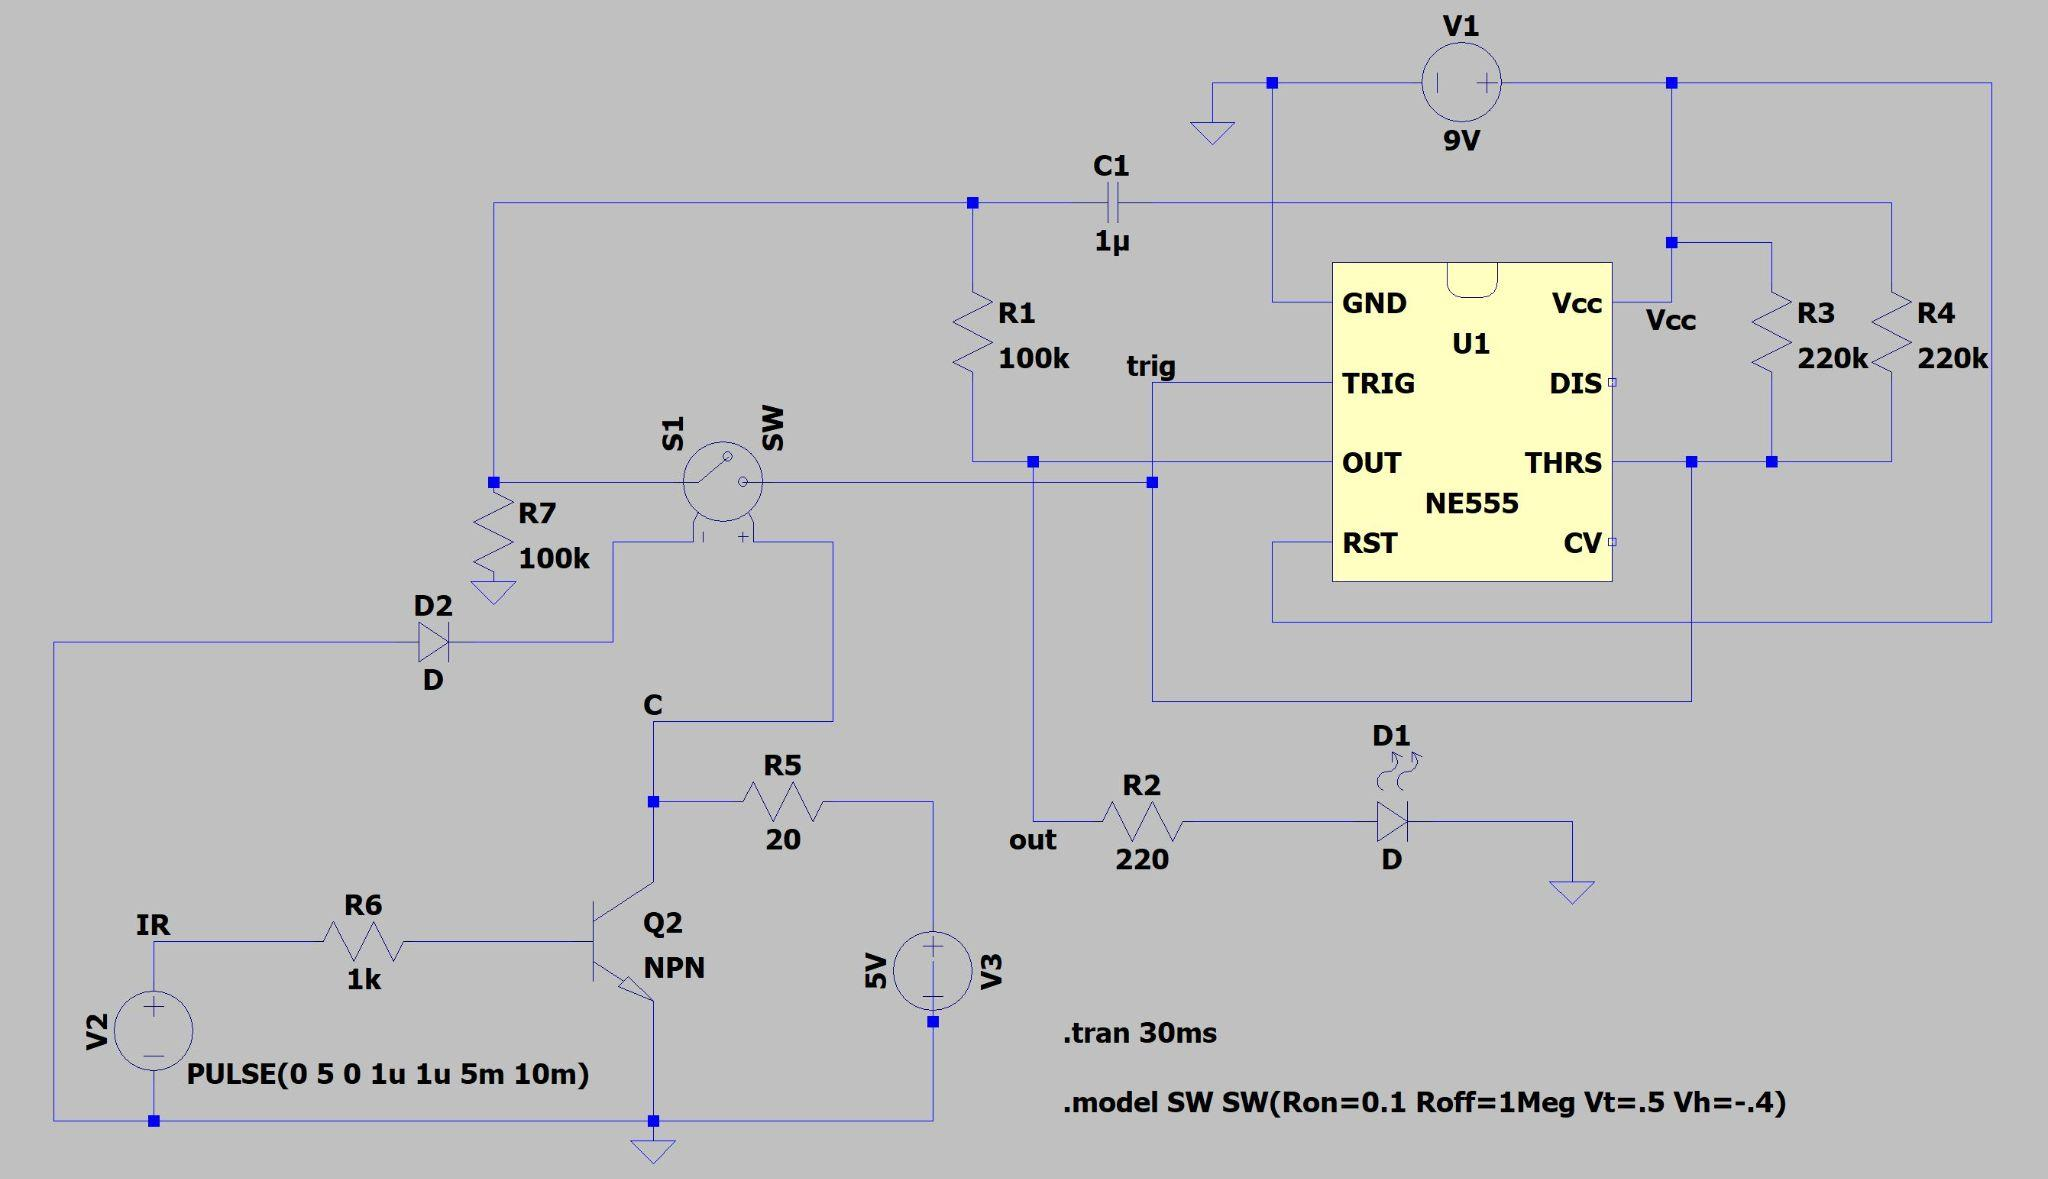 V1
9V
C1
1µ
R1
100k
trig
GND
Vcc
U1
TRIG
DIS
OUT
THRS
NE555
RST
CV
Vcc
R3
220k
R4
220k
S1
SW
R7
100k
D2
D
C
R5
20
IR
R6
1k
Q2
NPN
5V
V3
V2
PULSE(0 5 0 1u 1u 5m 10m)
out
R2
220
D1
D
.tran 30ms
.model SW SW(Ron=0.1 Roff=1Meg Vt=.5 Vh=-.4)